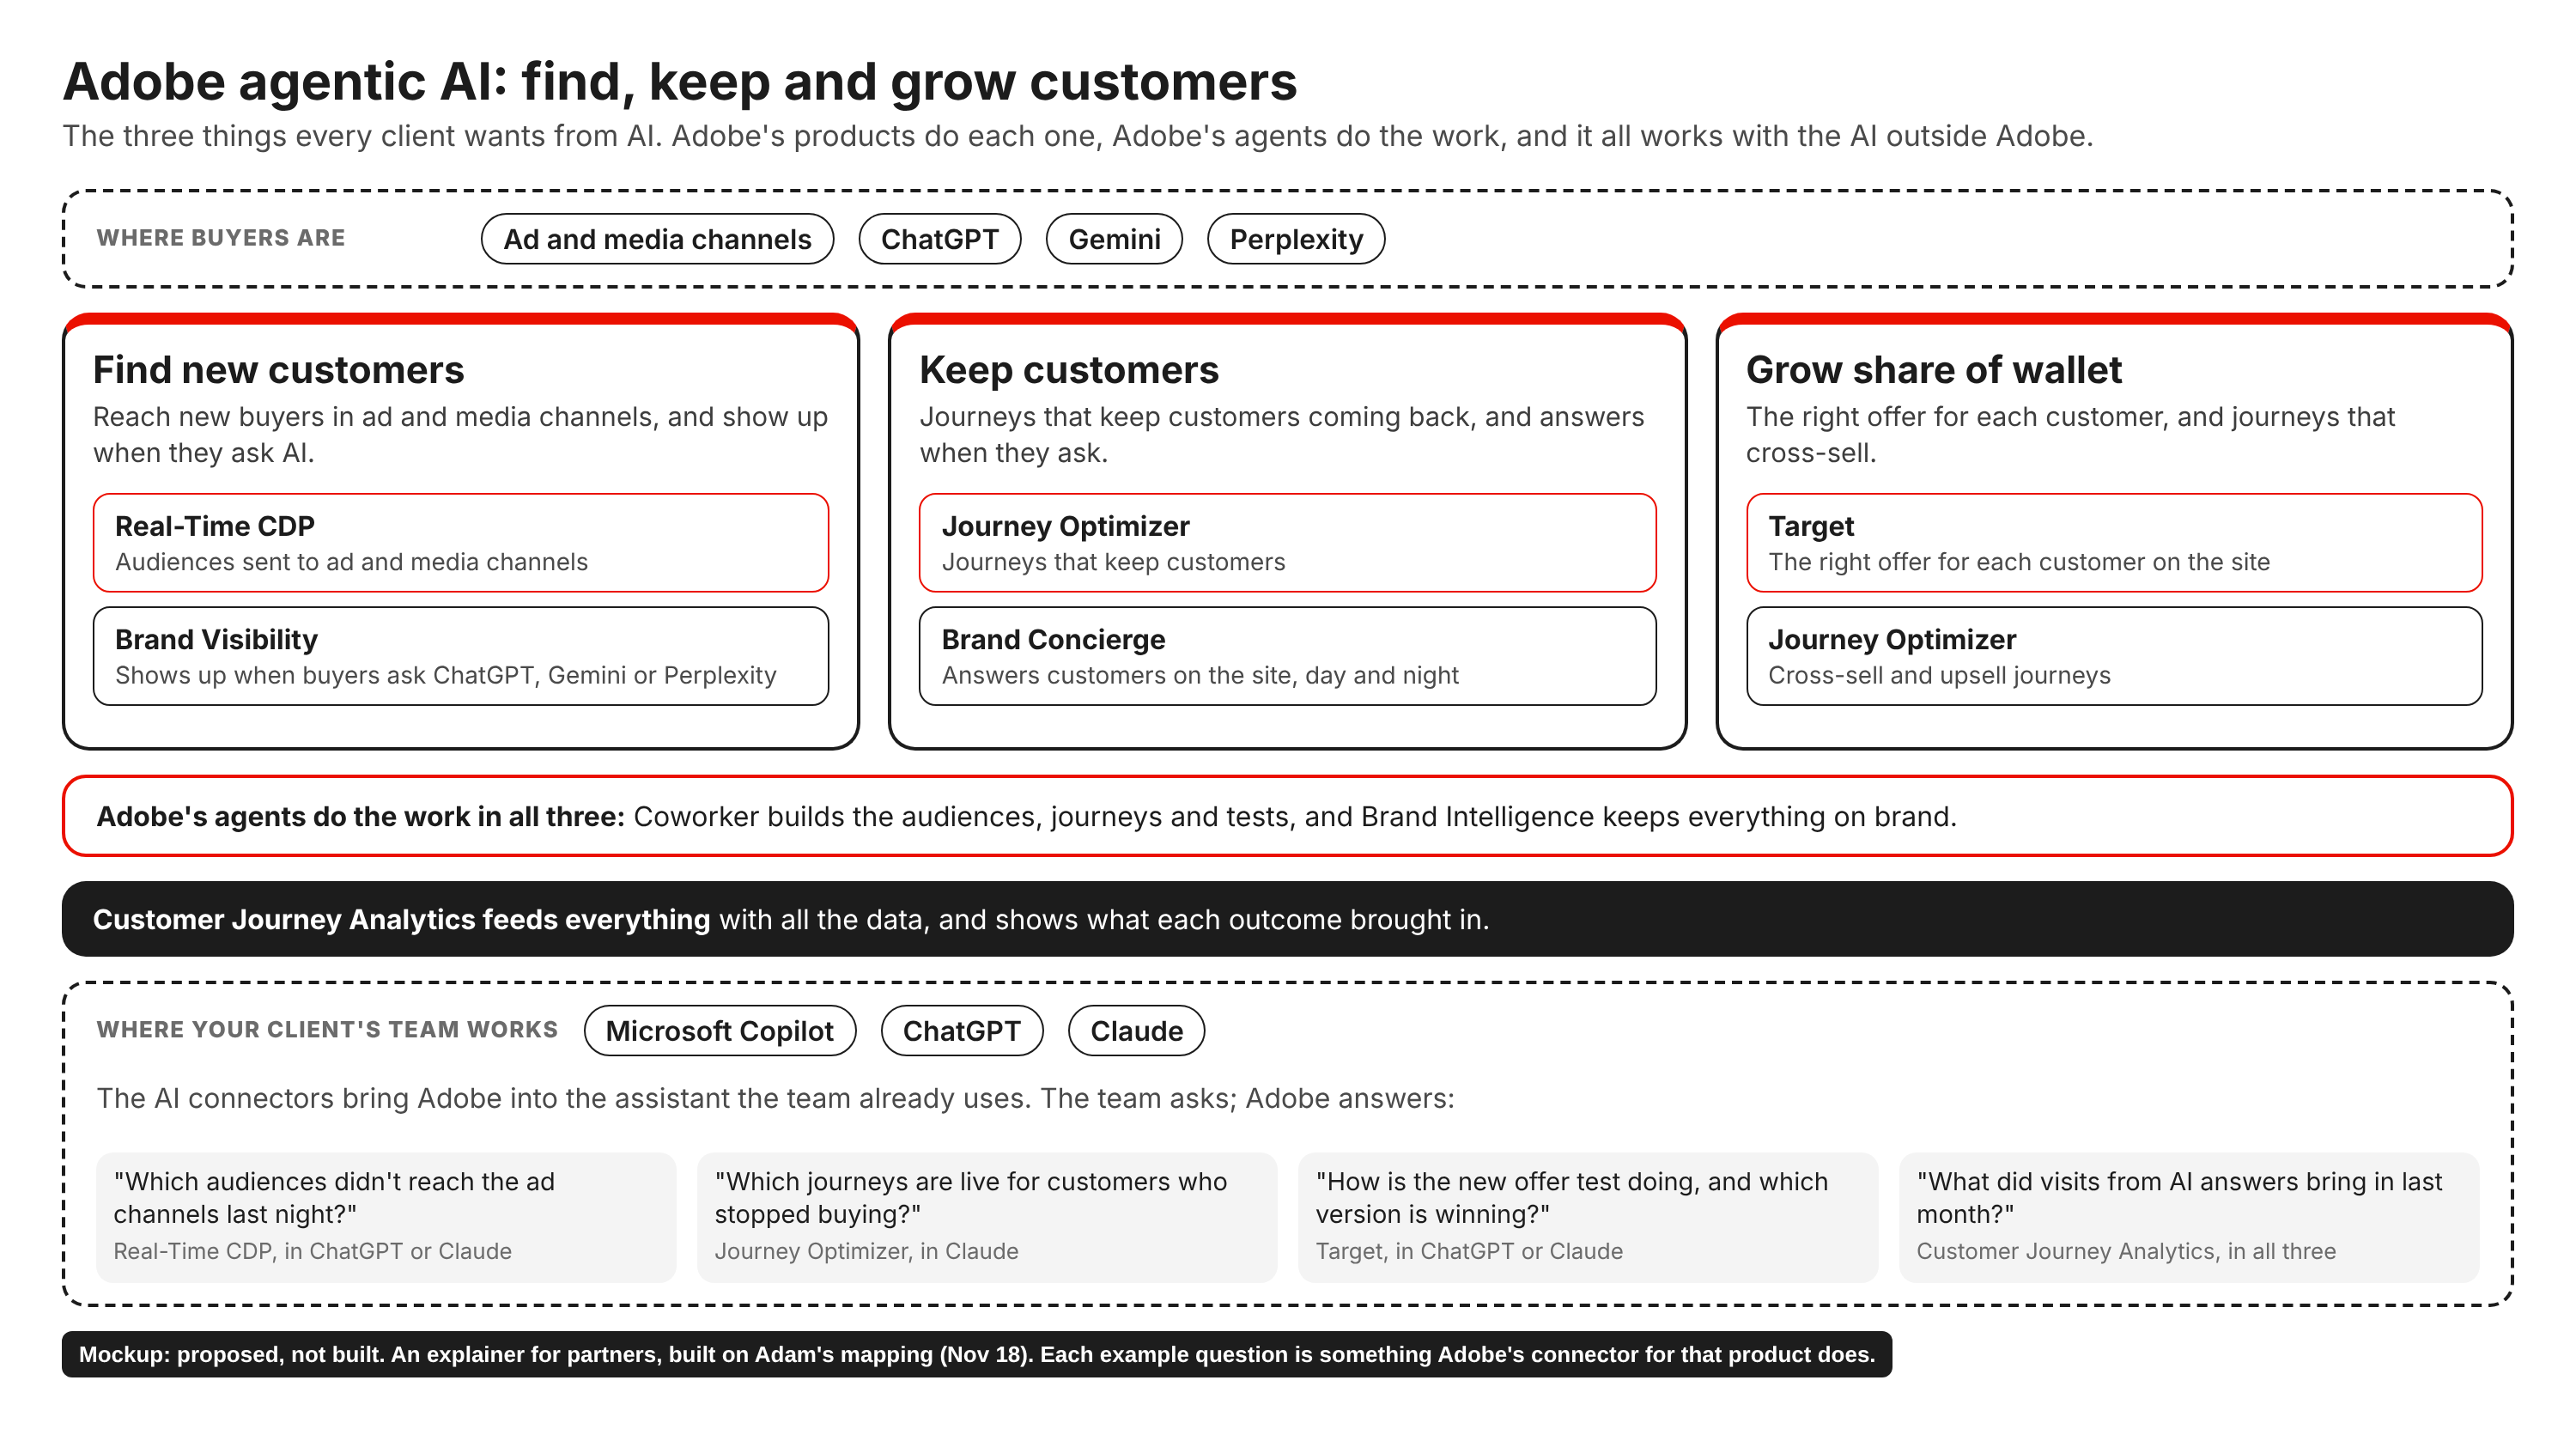 Adobe agentic AI: find, keep and grow customers
The three things every client wants from AI. Adobe's products do each one, Adobe's agents do the work, and it all works with the AI outside Adobe.
WHERE BUYERS ARE
Ad and media channels
ChatGPT
Gemini
Perplexity
Find new customers
Reach new buyers in ad and media channels, and show up
when they ask AI.
Real-Time CDP
Audiences sent to ad and media channels
Brand Visibility
Shows up when buyers ask ChatGPT, Gemini or Perplexity
Keep customers
Journeys that keep customers coming back, and answers
when they ask.
Journey Optimizer
Journeys that keep customers
Brand Concierge
Answers customers on the site, day and night
Grow share of wallet
The right offer for each customer, and journeys that
cross-sell.
Target
The right offer for each customer on the site
Journey Optimizer
Cross-sell and upsell journeys
Adobe's agents do the work in all three: Coworker builds the audiences, journeys and tests, and Brand Intelligence keeps everything on brand.
Customer Journey Analytics feeds everything with all the data, and shows what each outcome brought in.
WHERE YOUR CLIENT'S TEAM WORKS
Microsoft Copilot
ChatGPT
Claude
The AI connectors bring Adobe into the assistant the team already uses. The team asks; Adobe answers:
"Which audiences didn't reach the ad
channels last night?"
Real-Time CDP, in ChatGPT or Claude
"Which journeys are live for customers who
stopped buying?"
Journey Optimizer, in Claude
"How is the new offer test doing, and which
version is winning?"
Target, in ChatGPT or Claude
"What did visits from AI answers bring in last
month?"
Customer Journey Analytics, in all three
Mockup: proposed, not built. An explainer for partners, built on Adam's mapping (Nov 18). Each example question is something Adobe's connector for that product does.